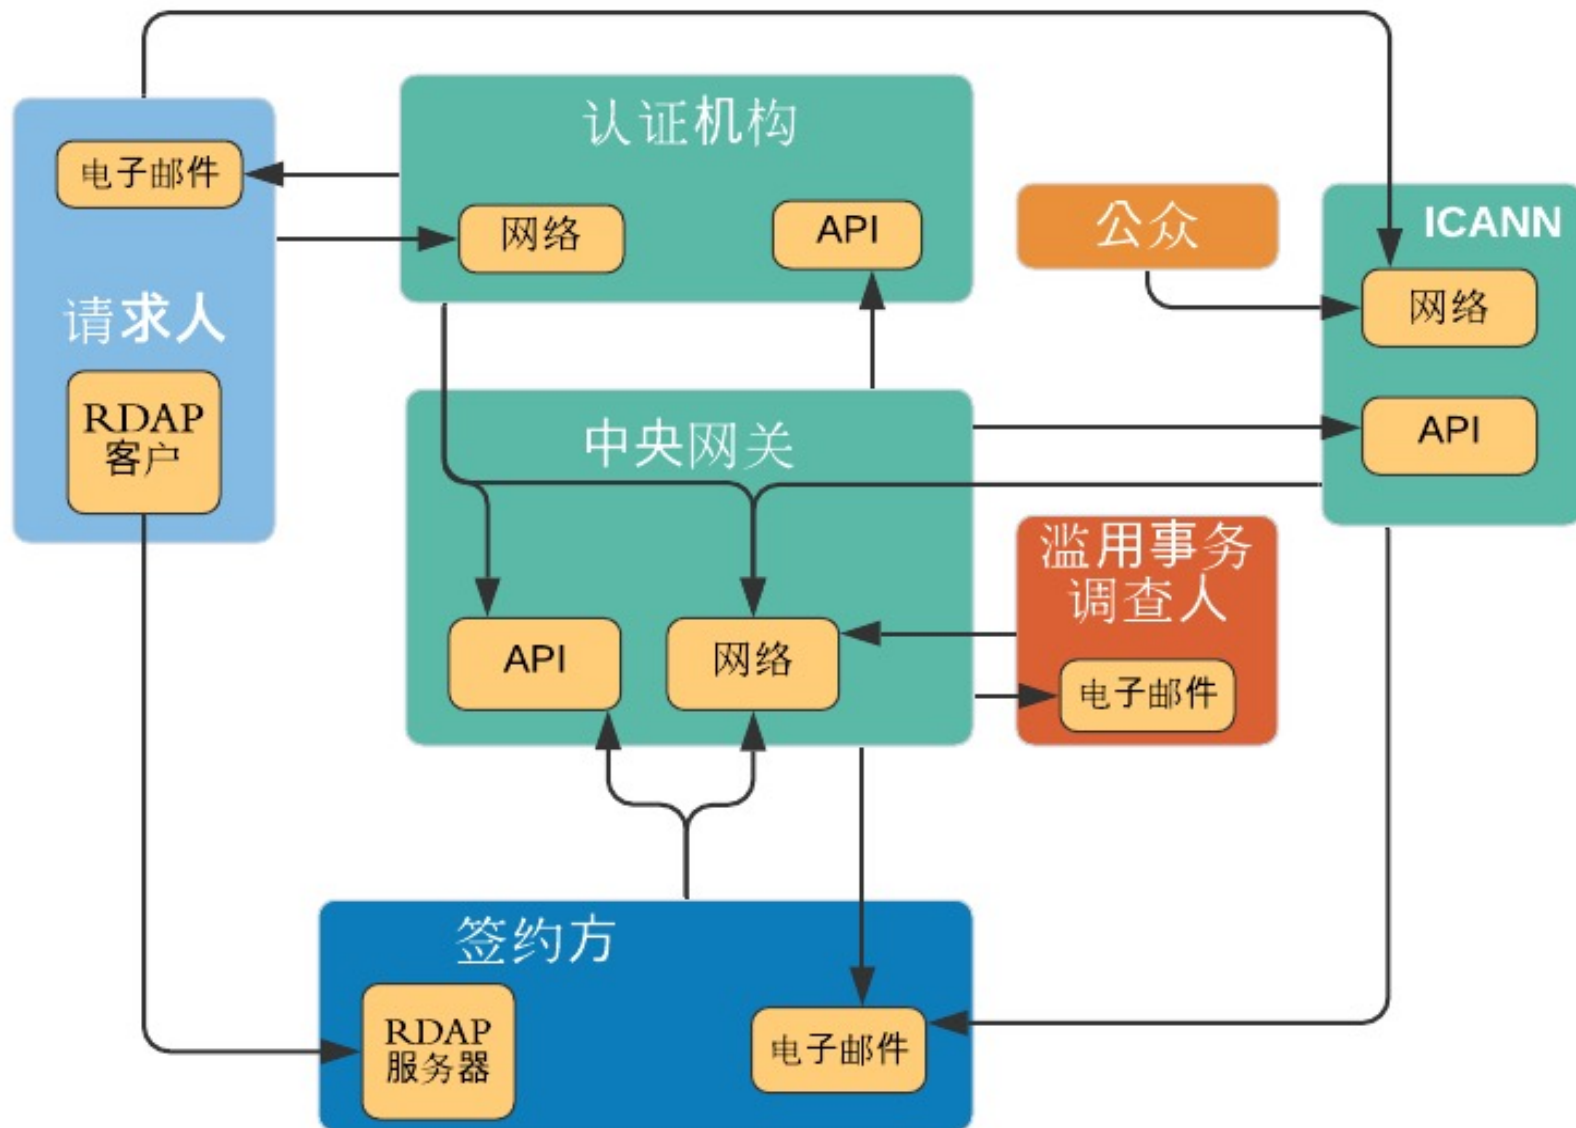 认证机构
电子邮件
网络
API
公众
ICANN
网络
请求人
RDAP
客户
API
中央网关
滥用事务
调查人
API
网络
电子邮件
签约方
RDAP
服务器
电子邮件